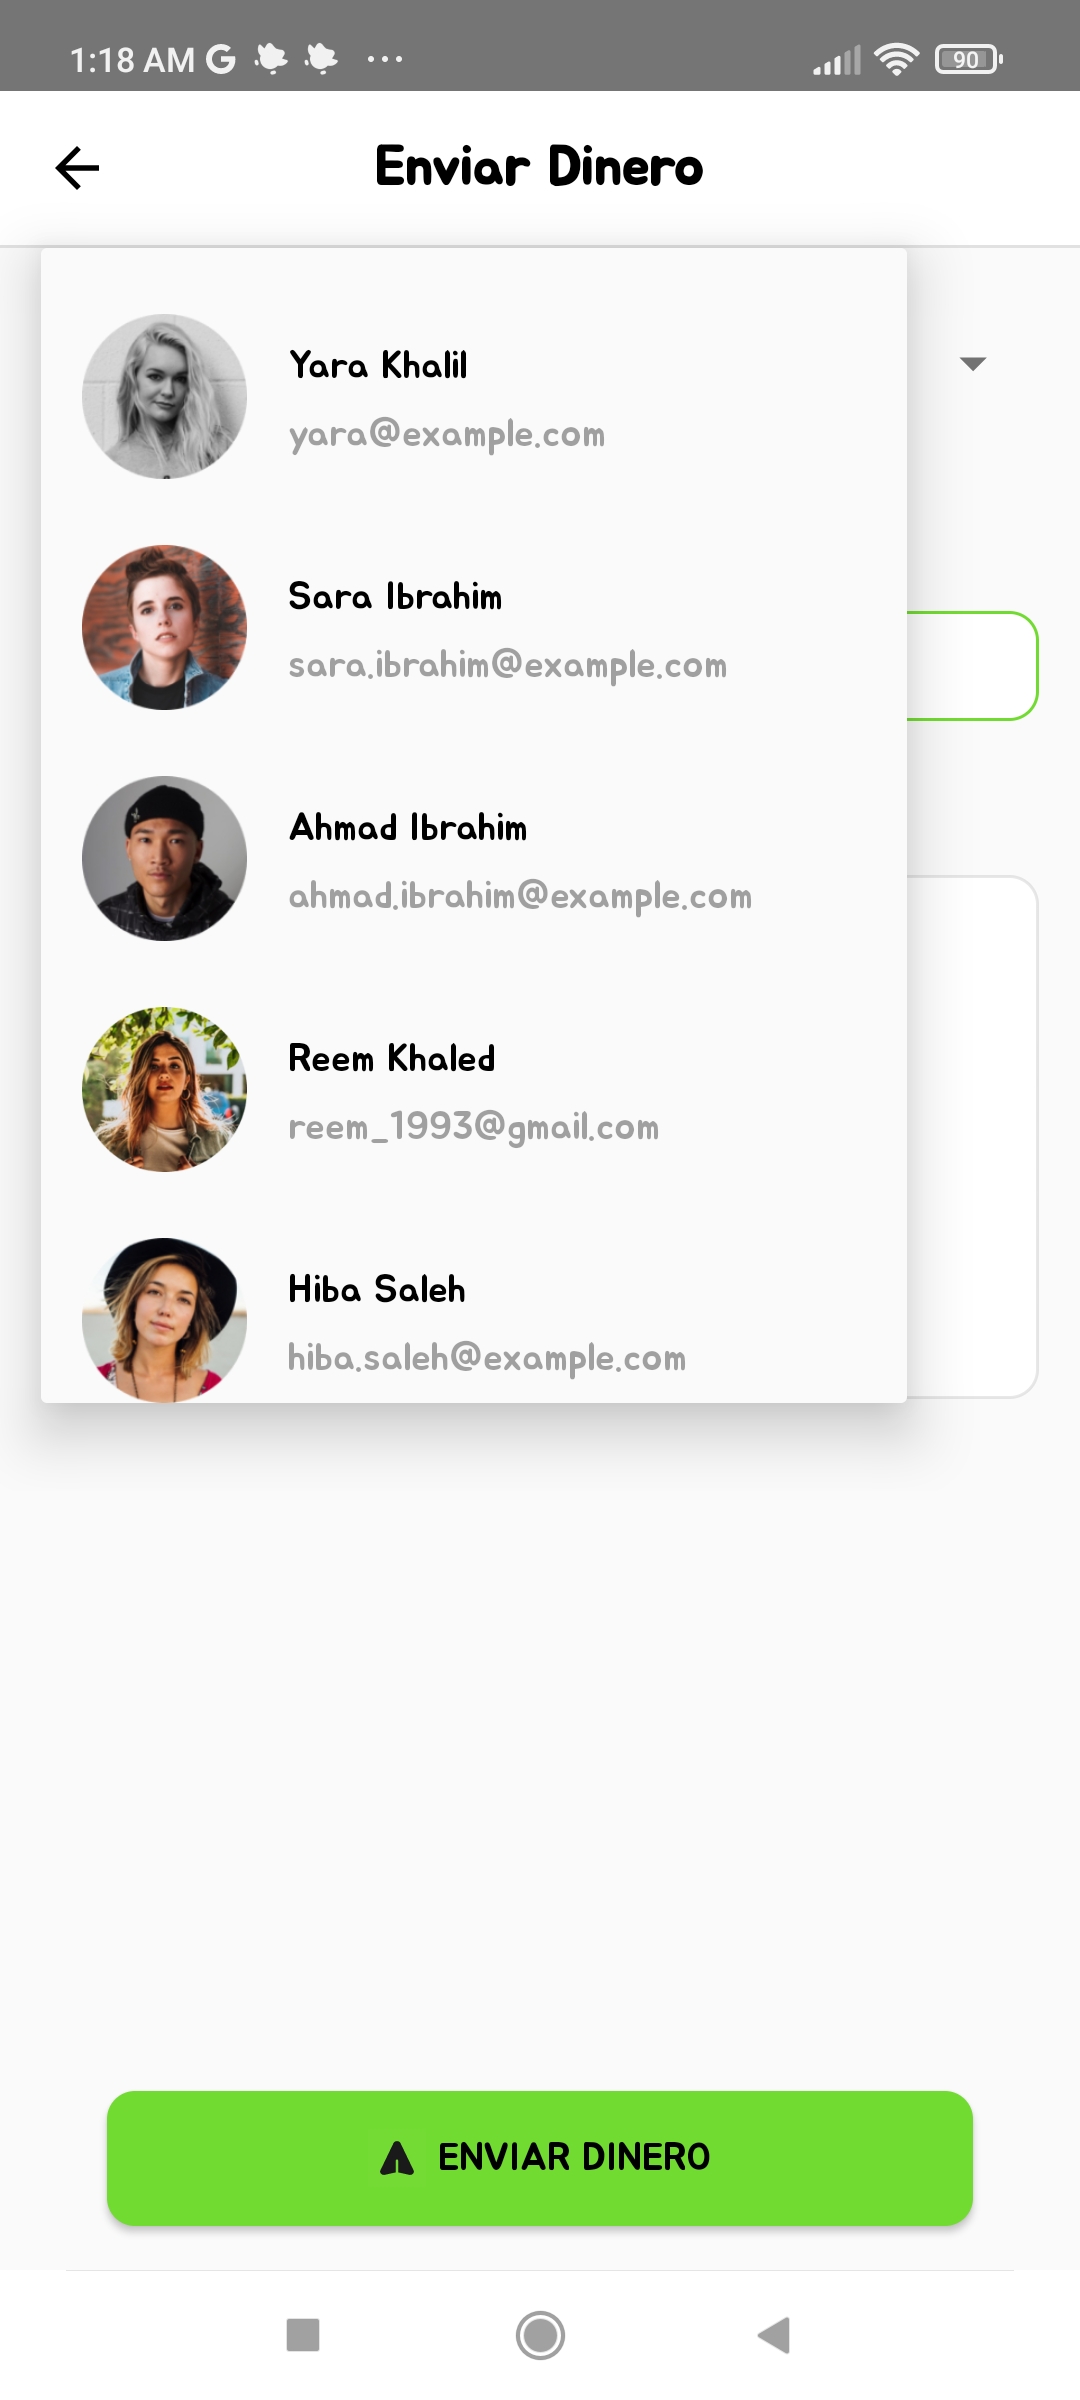 1:18 AM
90
Enviar Dinero
Yara Khalil
yara@example.com
Sara Ibrahim
sara.ibrahim@example.com
Ahmad Ibrahim
ahmad.ibrahim@example.com
Reem Khaled
reem_1993@gmail.com
Hiba Saleh
hiba.saleh@example.com
ENVIAR DINERO